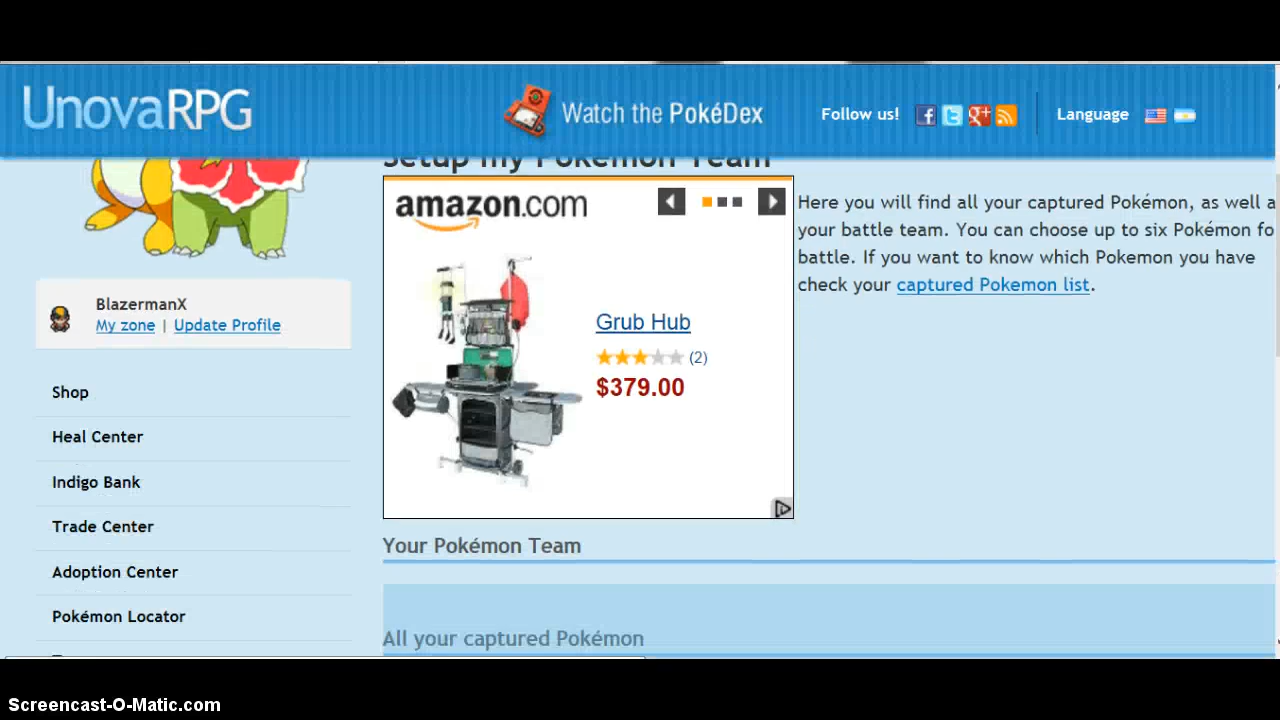 UnovaRPG
Watch the PokéDex
Follow us!
Language
Setup my Pokemon Team
amazon.com
Here you will find all your captured Pokémon, as well a
your battle team. You can choose up to six Pokémon fo
battle. If you want to know which Pokemon you have
check your captured Pokemon list.
Grub Hub
(2)
$379.00
BlazermanX
My zone | Update Profile
Shop
Heal Center
Indigo Bank
Trade Center
Adoption Center
Pokémon Locator
Your Pokémon Team
All your captured Pokémon
Screencast-O-Matic.com